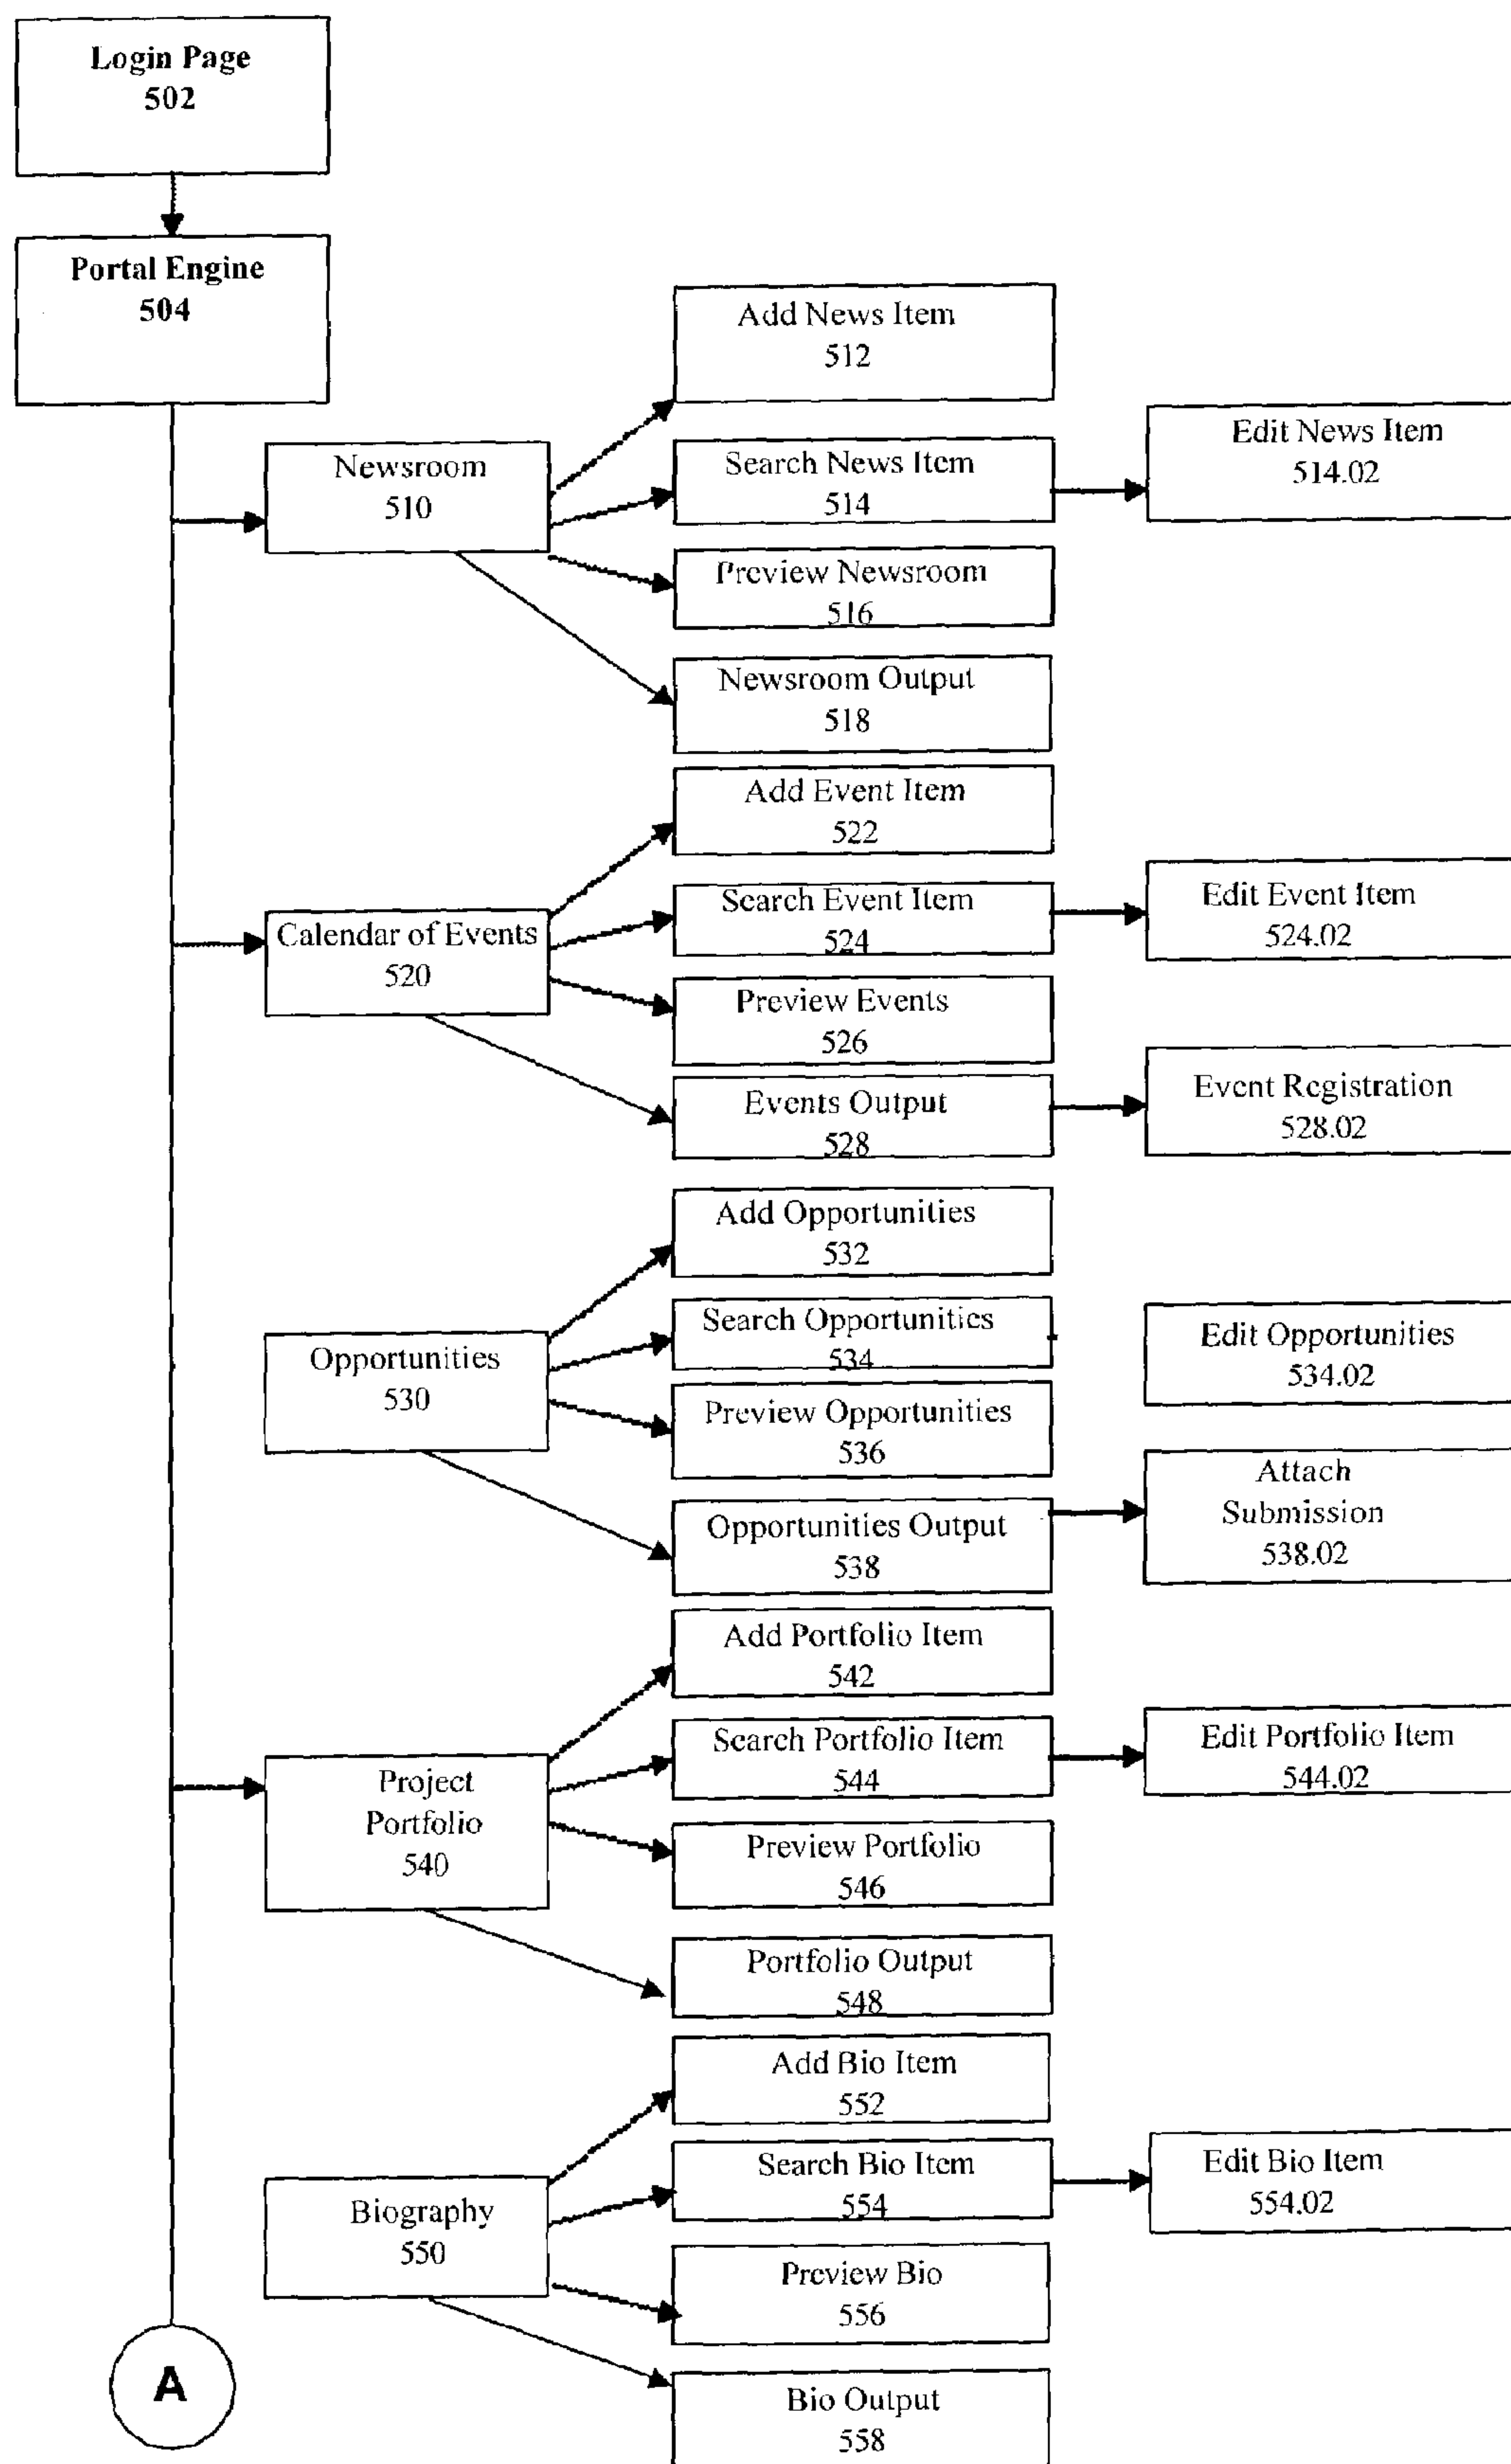 Login Page
502
Portal Engine
504
Add News Item
512
Newsroom
510
Search News Item
514
Edit News Item
514.02
Preview Newsroom
516
Newsroom Output
518
Add Event Item
522
Calendar of Events
520
Search Event Item
524
Edit Event Item
524.02
Preview Events
526
Events Output
528
Event Registration
528.02
Add Opportunities
532
Opportunities
530
Search Opportunities
534
Edit Opportunities
534.02
Preview Opportunities
536
Opportunities Output
538
Attach
Submission
538.02
Add Portfolio Item
542
Project
Portfolio
540
Search Portfolio Item
544
Edit Portfolio Item
544.02
Preview Portfolio
546
Portfolio Output
548
Add Bio Item
552
Biography
550
Search Bio Item
554
Edit Bio Item
554.02
Preview Bio
556
Bio Output
558
A